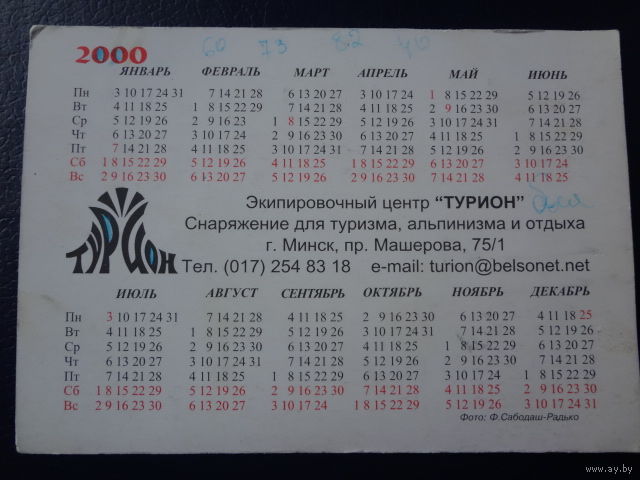 2000
60 73 82 40
ЯНВАРЬ ФЕВРАЛЬ МАРТ АПРЕЛЬ МАЙ ИЮНЬ
Пн 3 10 17 24 31 7 14 21 28 6 13 20 27 3 10 17 24 1 8 15 22 29 5 12 19 26
Вт 4 11 18 25 1 8 15 22 29 7 14 21 28 4 11 18 25 2 9 16 23 30 6 13 20 27
Ср 5 12 19 26 2 9 16 23 1 8 15 22 29 5 12 19 26 3 10 17 24 31 7 14 21 28
Чт 6 13 20 27 3 10 17 24 2 9 16 23 30 6 13 20 27 4 11 18 25 1 8 15 22 29
Пт 7 14 21 28 4 11 18 25 3 10 17 24 31 7 14 21 28 5 12 19 26 2 9 16 23 30
Сб 1 8 15 22 29 5 12 19 26 4 11 18 25 1 8 15 22 29 6 13 20 27 3 10 17 24
Вс 2 9 16 23 30 6 13 20 27 5 12 19 26 2 9 16 23 30 7 14 21 28 4 11 18 25
Экипировочный центр "ТУРИОН"
Снаряжение для туризма, альпинизма и отдыха
г. Минск, пр. Машерова, 75/1
ТУРИОН Тел. (017) 254 83 18 e-mail: turion@belsonet.net
ИЮЛЬ АВГУСТ СЕНТЯБРЬ ОКТЯБРЬ НОЯБРЬ ДЕКАБРЬ
Пн 3 10 17 24 31 7 14 21 28 4 11 18 25 2 9 16 23 30 6 13 20 27 4 11 18 25
Вт 4 11 18 25 1 8 15 22 29 5 12 19 26 3 10 17 24 31 7 14 21 28 5 12 19 26
Ср 5 12 19 26 2 9 16 23 30 6 13 20 27 4 11 18 25 1 8 15 22 29 6 13 20 27
Чт 6 13 20 27 3 10 17 24 31 7 14 21 28 5 12 19 26 2 9 16 23 30 7 14 21 28
Пт 7 14 21 28 4 11 18 25 1 8 15 22 29 6 13 20 27 3 10 17 24 1 8 15 22 29
Сб 1 8 15 22 29 5 12 19 26 2 9 16 23 30 7 14 21 28 4 11 18 25 2 9 16 23 30
Вс 2 9 16 23 30 6 13 20 27 3 10 17 24 1 8 15 22 29 5 12 19 26 3 10 17 24 31
Фото: Ф.Сабодаш-Радько
www.ay.by